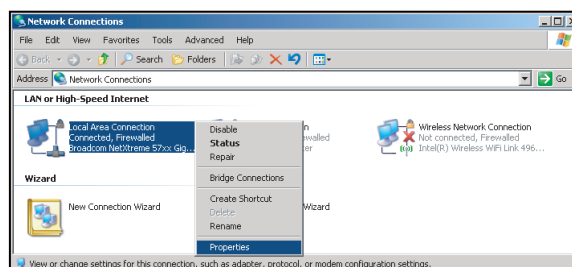 Network Connections
File Edit View Favorites Tools Advanced Help
Back Search Folders
Address Network Connections Go
LAN or High-Speed Internet
Local Area Connection
Connected, Firewalled
Broadcom NetXtreme 57xx Gig...
Wireless Network Connection
Not connected, Firewalled
Intel(R) Wireless WiFi Link 496...
Disable
Status
Repair
Bridge Connections
Create Shortcut
Delete
Rename
Properties
Wizard
New Connection Wizard
Wizard
View or change settings for this connection, such as adapter, protocol, or modem configuration settings.